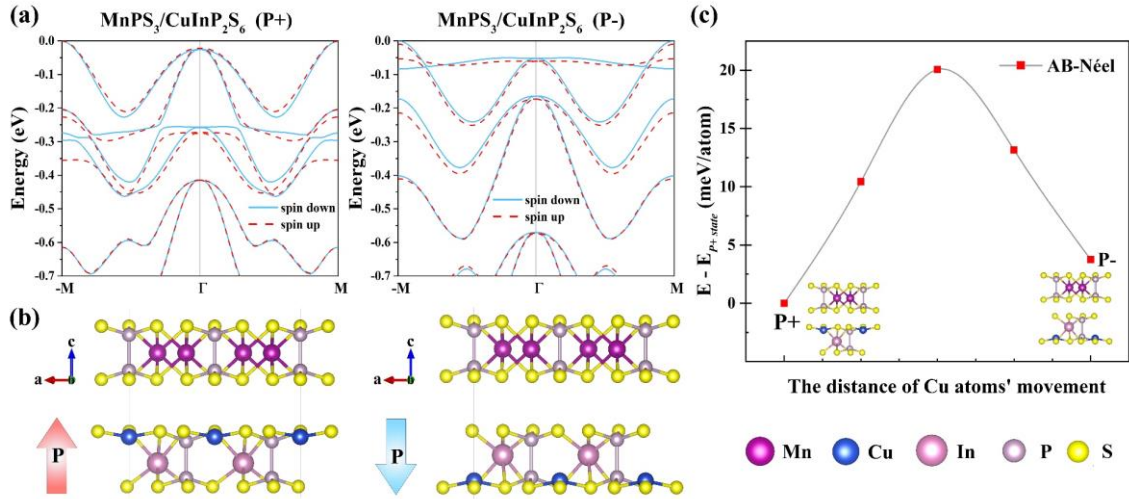 (a)
MnPS3/CuInP2S6 (P+)
Energy (eV)
0.0
-0.1
-0.2
-0.3
-0.4
-0.5
-0.6
-0.7
spin down
spin up
-M
Γ
M
MnPS3/CuInP2S6 (P-)
Energy (eV)
0.0
-0.1
-0.2
-0.3
-0.4
-0.5
-0.6
-0.7
spin down
spin up
-M
Γ
M
(b)
c
a
P
c
a
P
(c)
E - E_{P+ state} (meV/atom)
20
15
10
5
0
AB-Néel
P+
P-
The distance of Cu atoms' movement
Mn
Cu
In
P
S